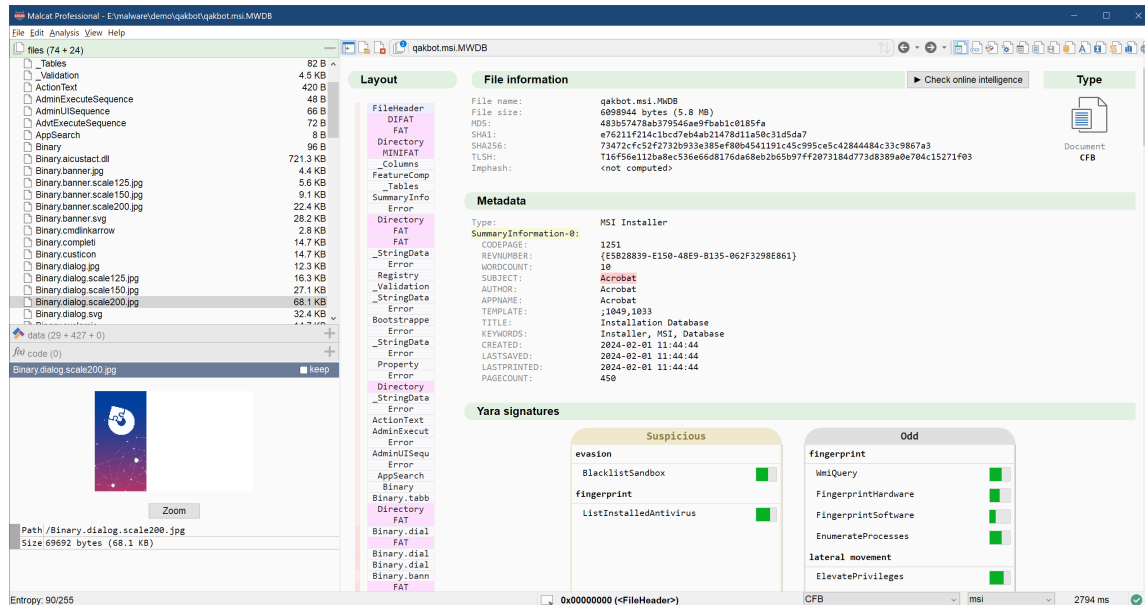 Malcat Professional - E:\malware\demo\qakbot\qakbot.msi.MWDB
File Edit Analysis View Help
files (74 + 24)
qakbot.msi.MWDB
_Tables 82 B
_Validation 4.5 KB
ActionText 420 B
AdminExecuteSequence 48 B
AdminUISequence 66 B
AdvtExecuteSequence 72 B
AppSearch 8 B
Binary 96 B
Binary.aicustact.dll 721.3 KB
Binary.banner.jpg 4.4 KB
Binary.banner.scale125.jpg 5.6 KB
Binary.banner.scale150.jpg 9.1 KB
Binary.banner.scale200.jpg 22.4 KB
Binary.banner.svg 28.2 KB
Binary.cmdlinkarrow 2.8 KB
Binary.completi 14.7 KB
Binary.custicon 14.7 KB
Binary.dialog.jpg 12.3 KB
Binary.dialog.scale125.jpg 16.3 KB
Binary.dialog.scale150.jpg 27.1 KB
Binary.dialog.scale200.jpg 68.1 KB
Binary.dialog.svg 32.4 KB
data (29 + 427 + 0)
f(x) code (0)
Binary.dialog.scale200.jpg keep
Zoom
Path /Binary.dialog.scale200.jpg
Size 69692 bytes (68.1 KB)
Layout
FileHeader
DIFAT
FAT
Directory
MINIFAT
_Columns
FeatureComp
_Tables
SummaryInfo
Error
Directory
FAT
FAT
_StringData
Error
Registry
_Validation
_StringData
Error
Bootstrappe
Error
_StringData
Error
Property
Error
Directory
_StringData
Error
ActionText
AdminExecut
Error
AdminUISequ
Error
AppSearch
Binary
Binary.tabb
Directory
FAT
Binary.dial
FAT
Binary.dial
Binary.dial
Binary.bann
FAT
File information
Check online intelligence
File name: qakbot.msi.MWDB
File size: 6098944 bytes (5.8 MB)
MD5: 483b57478ab379546ae9fbab1c0185fa
SHA1: e76211f214c1bcd7eb4ab21478d11a50c31d5da7
SHA256: 73472cfc52f2732b933e385ef80b4541191c45c995ce5c42844484c33c9867a3
TLSH: T16f56e112ba8ec536e66d8176da68eb2b65b97ff2073184d773d8389a0e704c15271f03
Imphash: <not computed>
Type
Document
CFB
Metadata
Type: MSI Installer
SummaryInformation-0:
CODEPAGE: 1251
REVNUMBER: {E5B28839-E150-48E9-B135-062F3298E861}
WORDCOUNT: 10
SUBJECT: Acrobat
AUTHOR: Acrobat
APPNAME: Acrobat
TEMPLATE: ;1049,1033
TITLE: Installation Database
KEYWORDS: Installer, MSI, Database
CREATED: 2024-02-01 11:44:44
LASTSAVED: 2024-02-01 11:44:44
LASTPRINTED: 2024-02-01 11:44:44
PAGECOUNT: 450
Yara signatures
Suspicious
evasion
BlacklistSandbox
fingerprint
ListInstalledAntivirus
Odd
fingerprint
WmiQuery
FingerprintHardware
FingerprintSoftware
EnumerateProcesses
lateral movement
ElevatePrivileges
Entropy: 90/255
0x00000000 (<FileHeader>)
CFB
msi
2794 ms